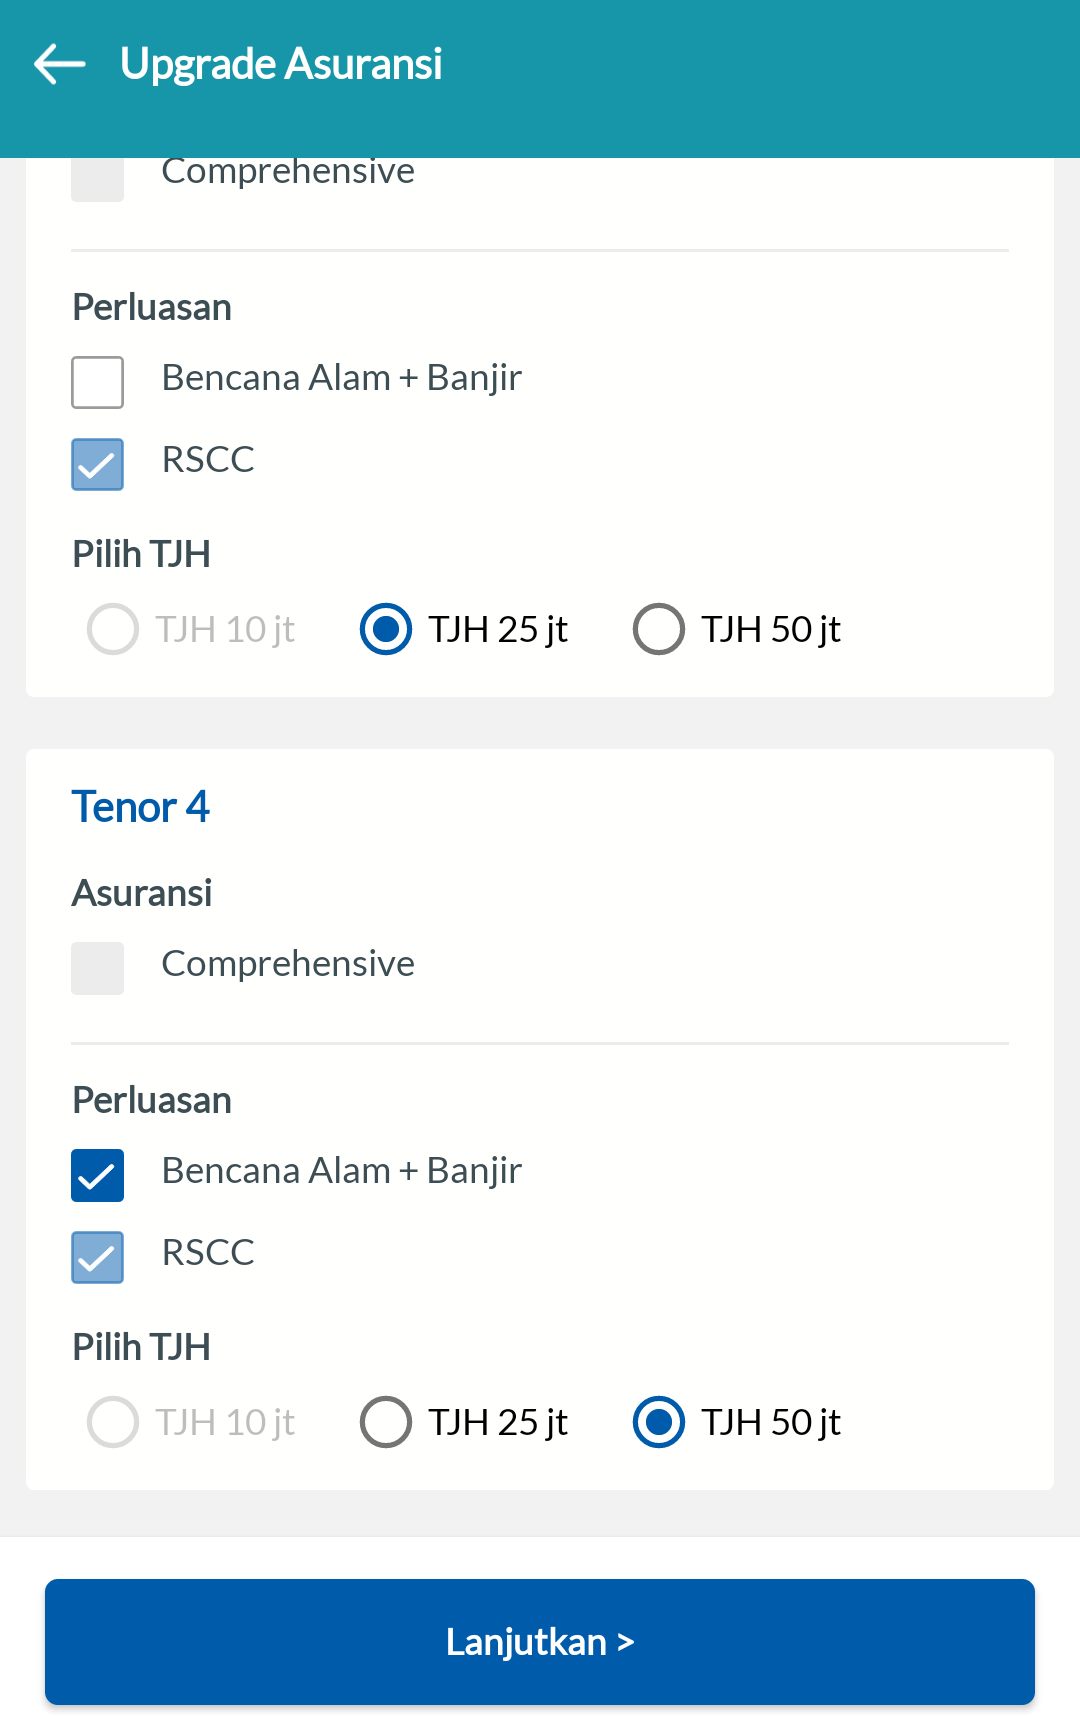 Upgrade Asuransi
Comprehensive
Perluasan
Bencana Alam + Banjir
RSCC
Pilih TJH
TJH 10 jt TJH 25 jt TJH 50 jt
Tenor 4
Asuransi
Comprehensive
Perluasan
Bencana Alam + Banjir
RSCC
Pilih TJH
TJH 10 jt TJH 25 jt TJH 50 jt
Lanjutkan >